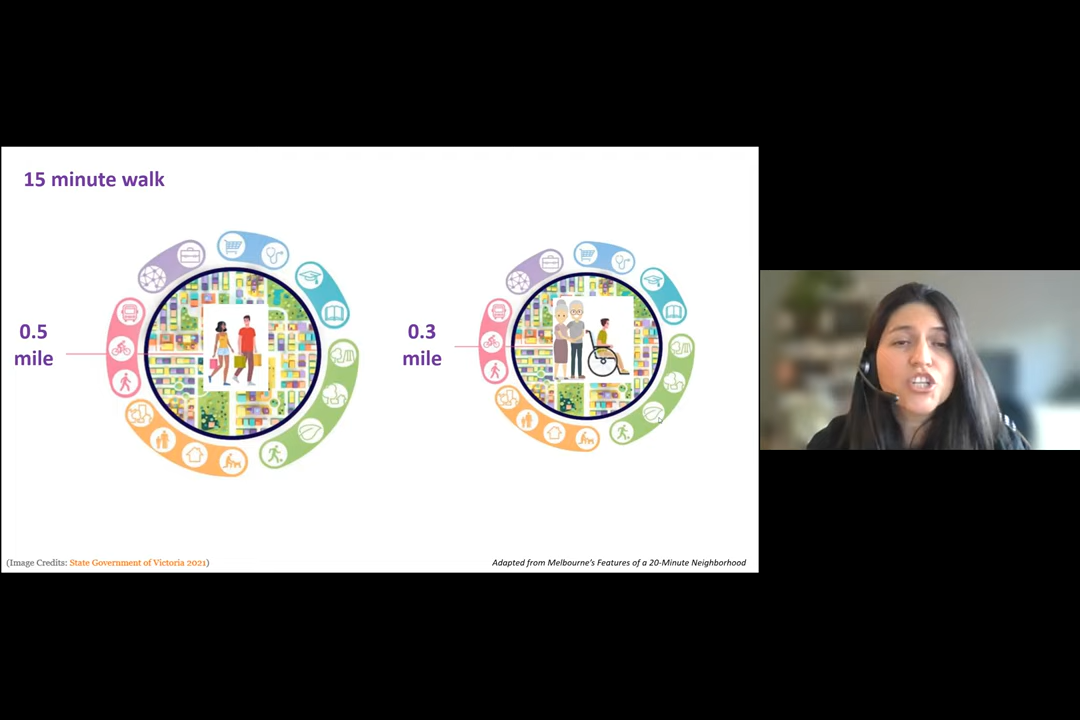 15 minute walk
0.5
mile
0.3
mile
(Image Credits: State Government of Victoria 2021)
Adapted from Melbourne's Features of a 20-Minute Neighborhood